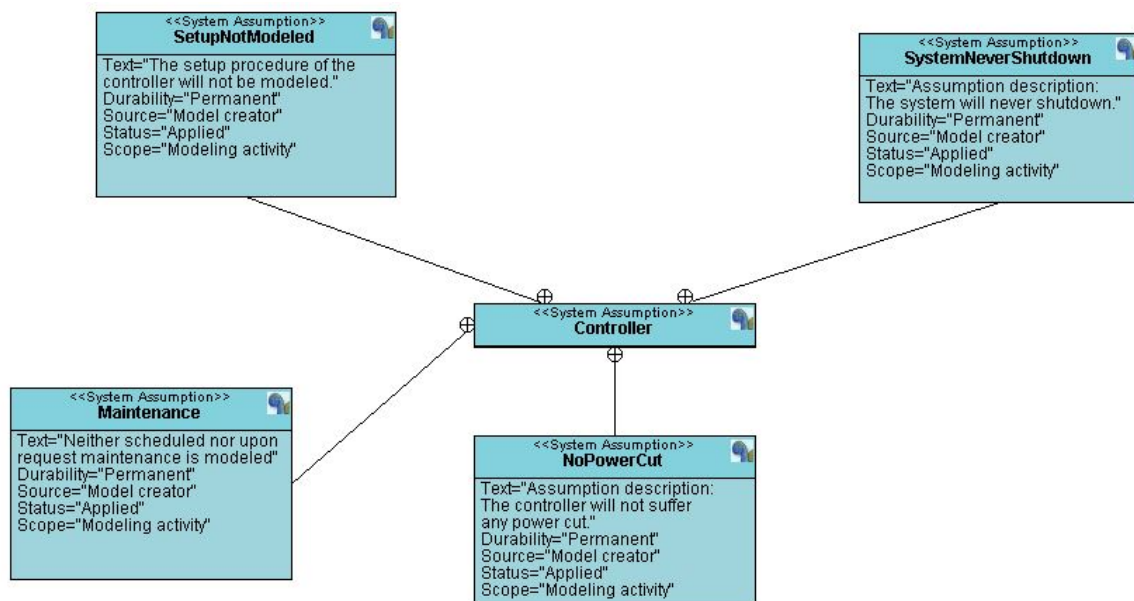 <<System Assumption>>
SetupNotModeled
Text="The setup procedure of the
controller will not be modeled."
Durability="Permanent"
Source="Model creator"
Status="Applied"
Scope="Modeling activity"
<<System Assumption>>
SystemNeverShutdown
Text="Assumption description:
The system will never shutdown."
Durability="Permanent"
Source="Model creator"
Status="Applied"
Scope="Modeling activity"
<<System Assumption>>
Controller
<<System Assumption>>
Maintenance
Text="Neither scheduled nor upon
request maintenance is modeled"
Durability="Permanent"
Source="Model creator"
Status="Applied"
Scope="Modeling activity"
<<System Assumption>>
NoPowerCut
Text="Assumption description:
The controller will not suffer
any power cut."
Durability="Permanent"
Source="Model creator"
Status="Applied"
Scope="Modeling activity"